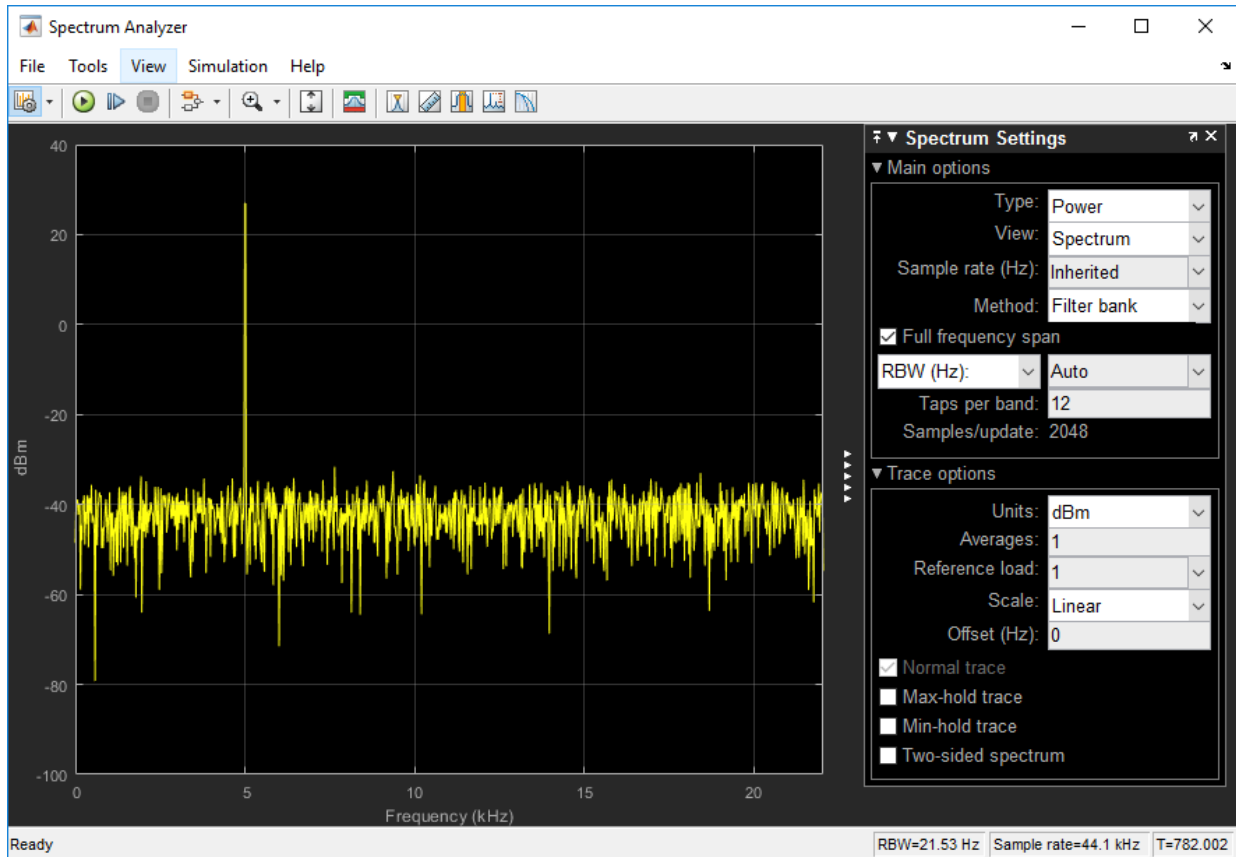 Spectrum Analyzer
File Tools View Simulation Help
Spectrum Settings
Main options
Type: Power
View: Spectrum
Sample rate (Hz): Inherited
Method: Filter bank
Full frequency span
RBW (Hz): Auto
Taps per band: 12
Samples/update: 2048
Trace options
Units: dBm
Averages: 1
Reference load: 1
Scale: Linear
Offset (Hz): 0
Normal trace
Max-hold trace
Min-hold trace
Two-sided spectrum
40
20
0
-20
-40
-60
-80
-100
dBm
0 5 10 15 20
Frequency (kHz)
Ready RBW=21.53 Hz Sample rate=44.1 kHz T=782.002